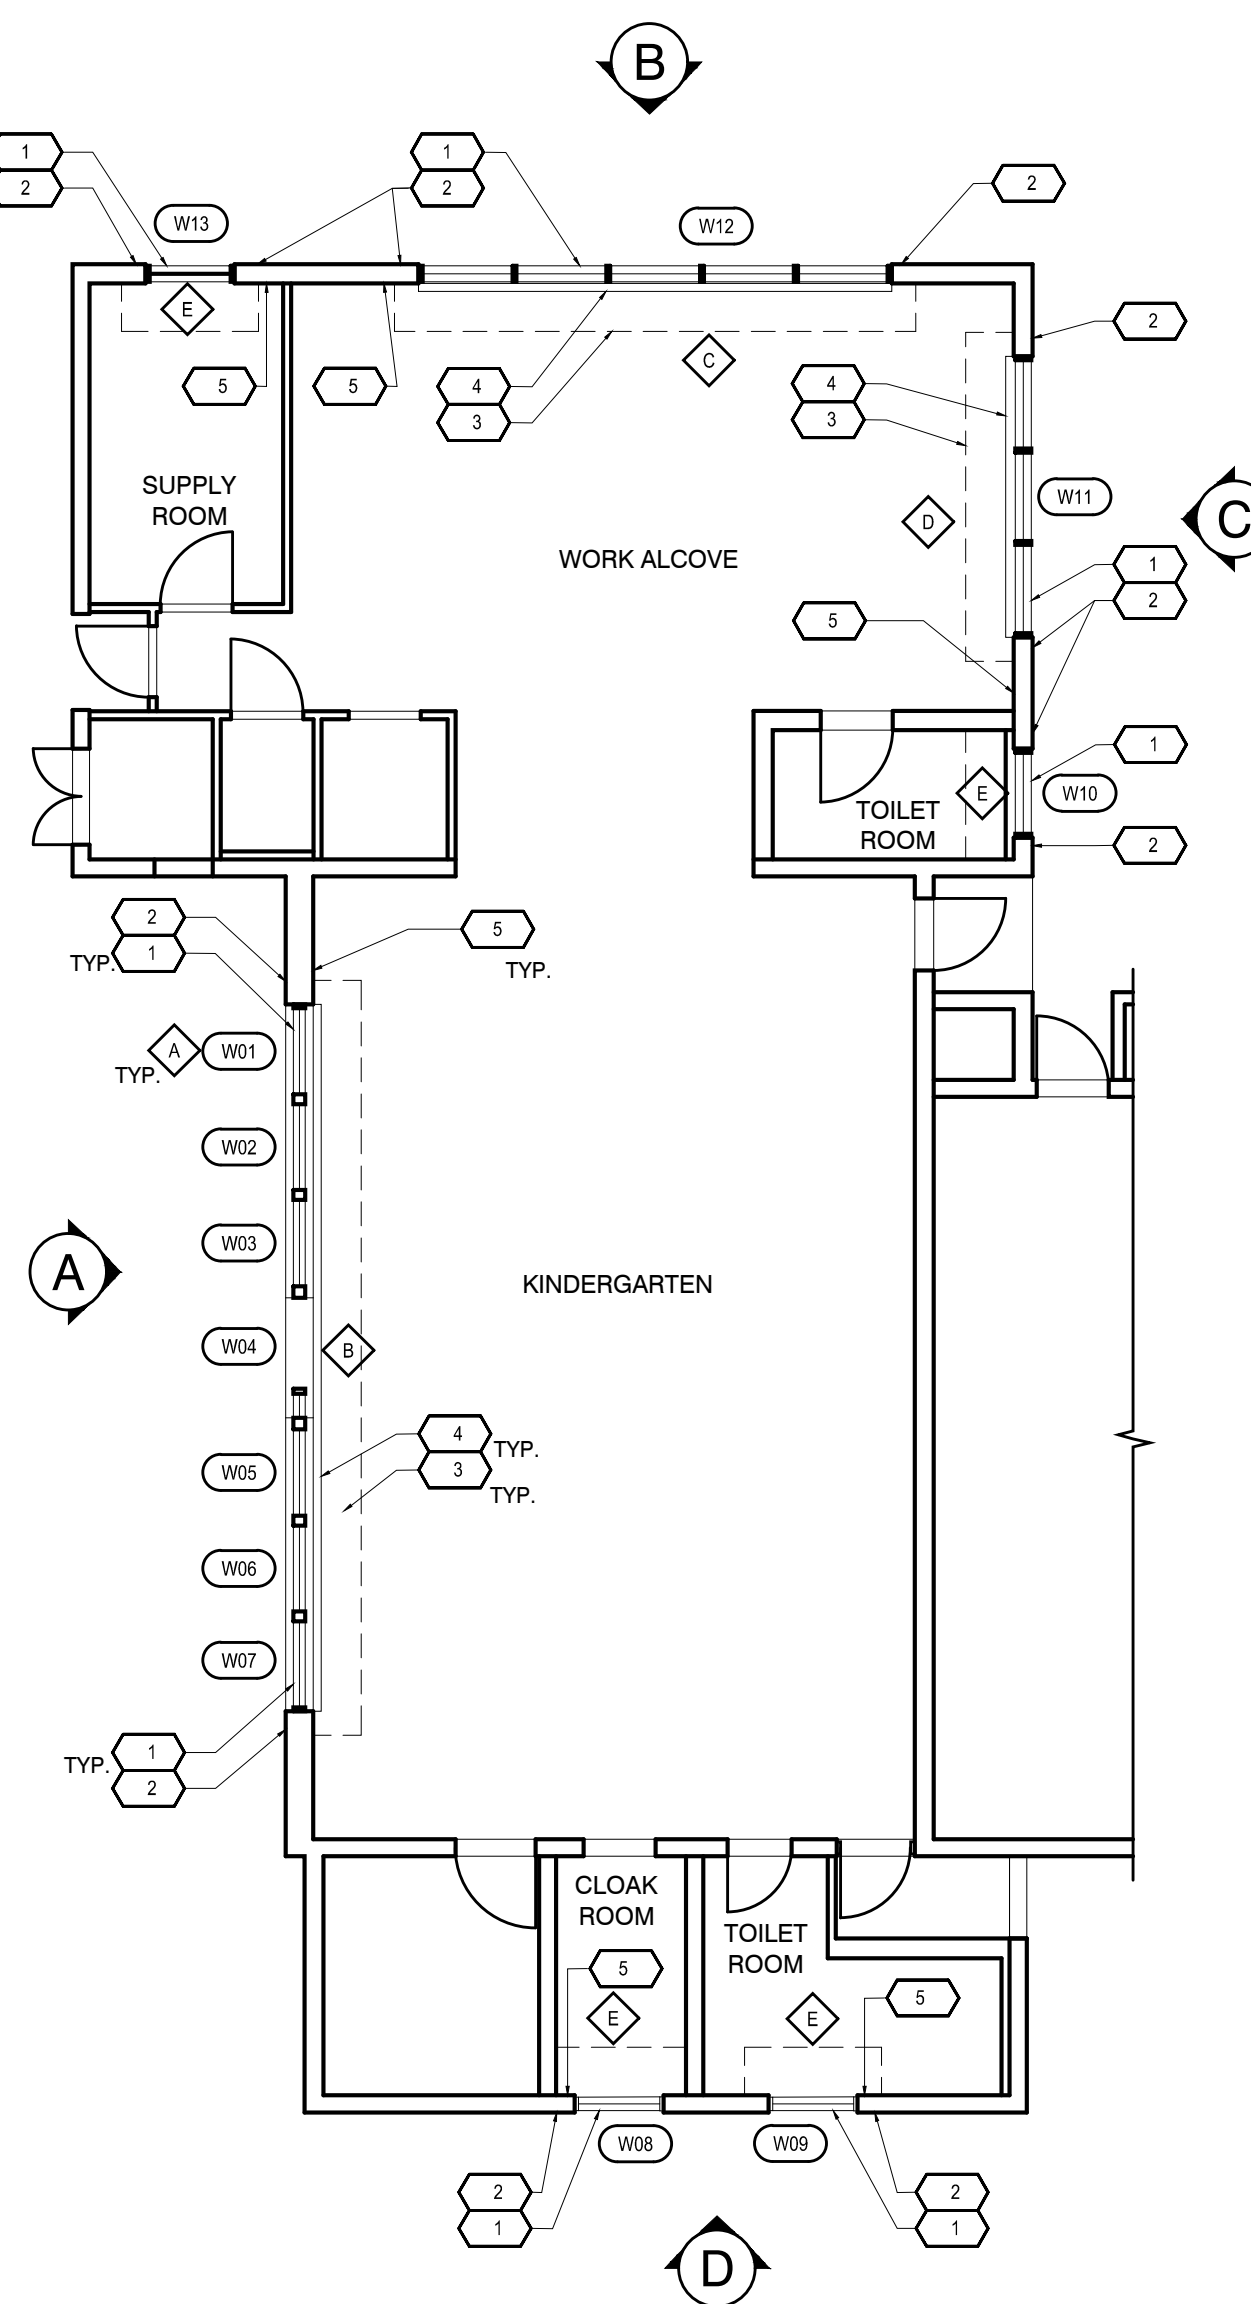 B
1
2
1
2
2
W13
W12
E
2
C
5
5
4
3
4
3
SUPPLY
ROOM
W11
D
C
WORK ALCOVE
1
2
5
1
E
W10
TOILET
ROOM
2
2
1
TYP.
5
TYP.
A
W01
TYP.
W02
W03
A
KINDERGARTEN
W04
B
4
TYP.
3
TYP.
W05
W06
W07
1
TYP.
2
CLOAK
ROOM
TOILET
ROOM
5
5
E
E
W08
W09
2
1
2
1
D